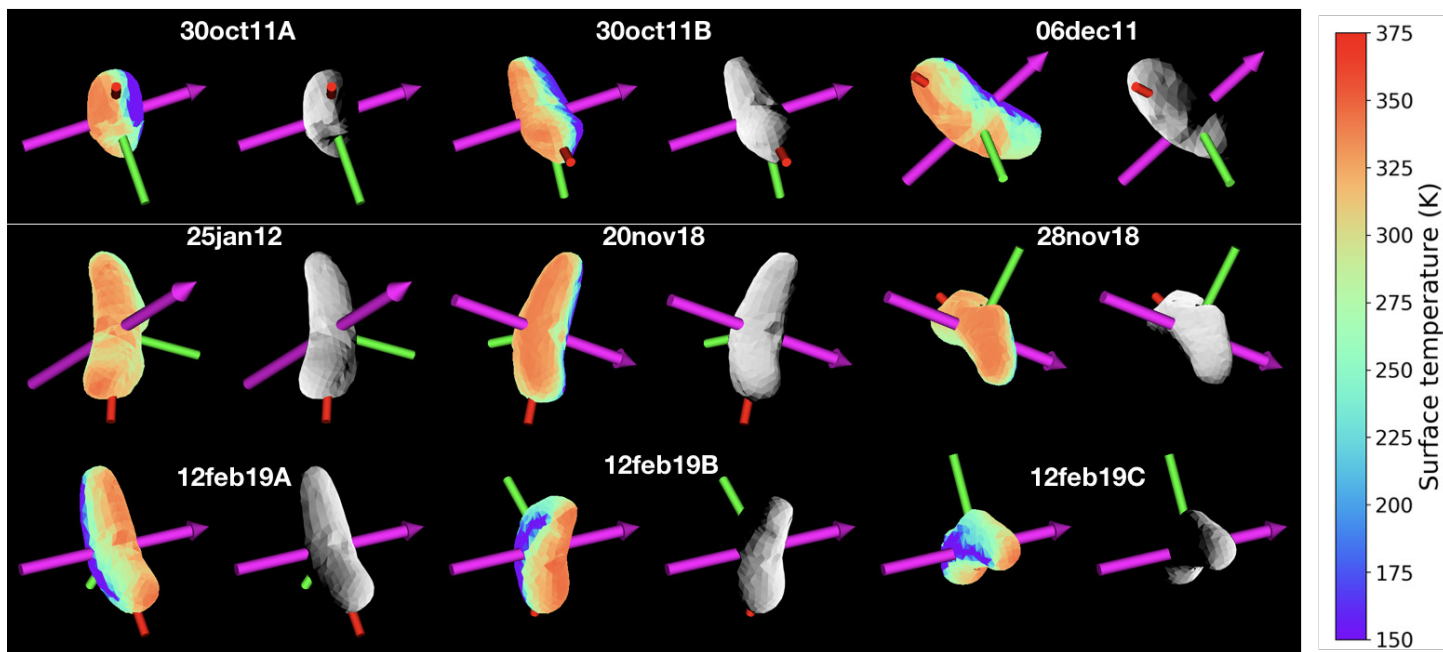 30oct11A 30oct11B 06dec11
25jan12 20nov18 28nov18
12feb19A 12feb19B 12feb19C
375
350
325
300
275
250
225
200
175
150
Surface temperature (K)